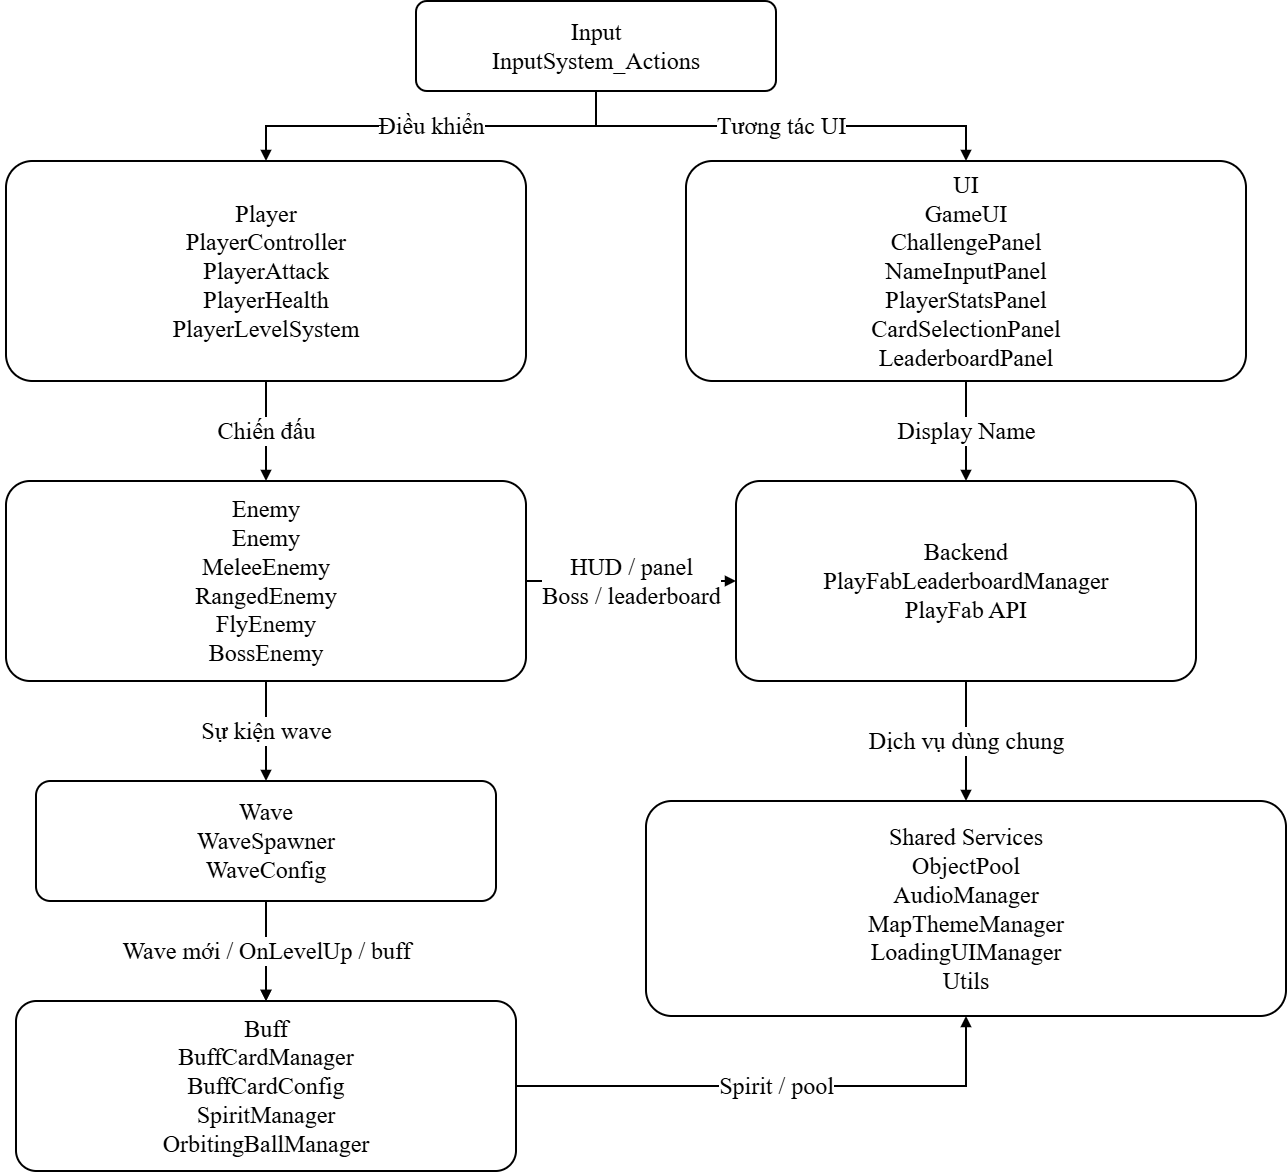 Input
InputSystem_Actions
Điều khiển
Tương tác UI
Player
PlayerController
PlayerAttack
PlayerHealth
PlayerLevelSystem
UI
GameUI
ChallengePanel
NameInputPanel
PlayerStatsPanel
CardSelectionPanel
LeaderboardPanel
Chiến đấu
Display Name
Enemy
Enemy
MeleeEnemy
RangedEnemy
FlyEnemy
BossEnemy
HUD / panel
Boss / leaderboard
Backend
PlayFabLeaderboardManager
PlayFab API
Sự kiện wave
Dịch vụ dùng chung
Wave
WaveSpawner
WaveConfig
Shared Services
ObjectPool
AudioManager
MapThemeManager
LoadingUIManager
Utils
Wave mới / OnLevelUp / buff
Buff
BuffCardManager
BuffCardConfig
SpiritManager
OrbitingBallManager
Spirit / pool